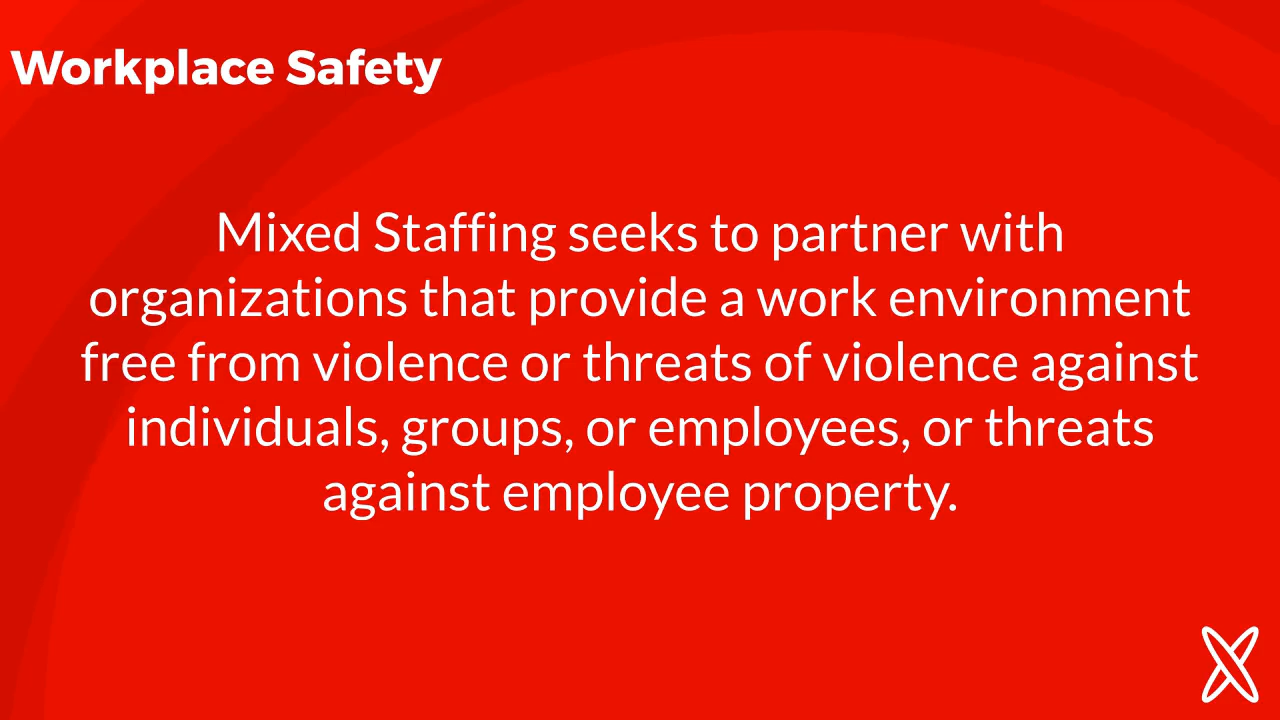 Workplace Safety
Mixed Staffing seeks to partner with
organizations that provide a work environment
free from violence or threats of violence against
individuals, groups, or employees, or threats
against employee property.